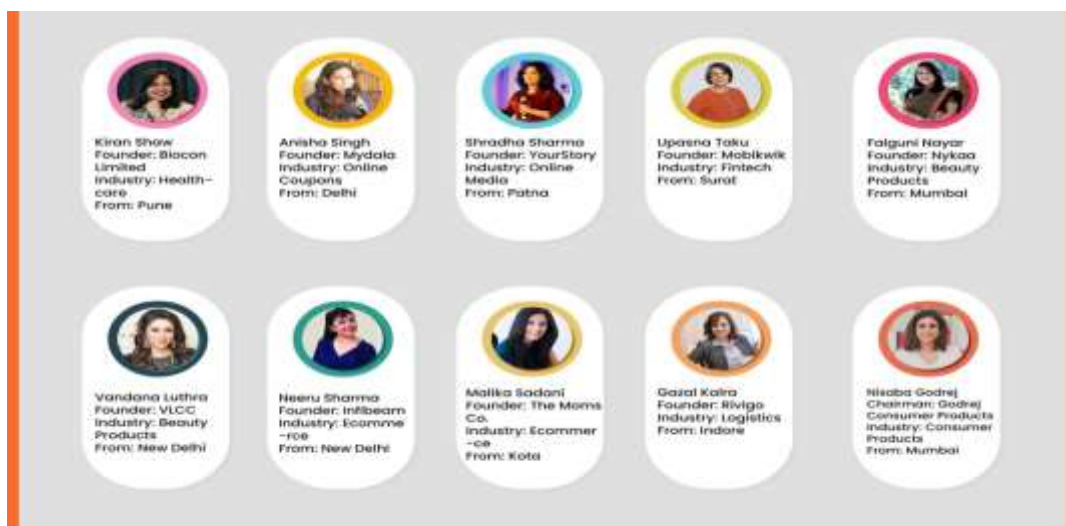 Kiran Shaw
Founder: Biocon
Limited
Industry: Health-
care
From: Pune
Anisha Singh
Founder: Mydala
Industry: Online
Coupons
From: Delhi
Shradha Sharma
Founder: YourStory
Industry: Online
Media
From: Patna
Upasna Taku
Founder: Mobikwik
Industry: Fintech
From: Surat
Falguni Nayar
Founder: Nykaa
Industry: Beauty
Products
From: Mumbai
Vandana Luthra
Founder: VLCC
Industry: Beauty
Products
From: New Delhi
Neeru Sharma
Founder: Infibeam
Industry: Ecomme
-rce
From: New Delhi
Malika Sadani
Founder: The Moms
Co.
Industry: Ecommer
-ce
From: Kota
Gazal Kalra
Founder: Rivigo
Industry: Logistics
From: Indore
Nisaba Godrej
Chairman: Godrej
Consumer Products
Industry: Consumer
Products
From: Mumbai